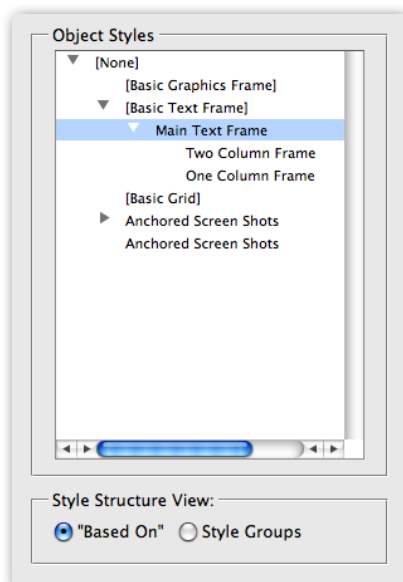 Object Styles
[None]
[Basic Graphics Frame]
[Basic Text Frame]
Main Text Frame
Two Column Frame
One Column Frame
[Basic Grid]
Anchored Screen Shots
Anchored Screen Shots
Style Structure View:
"Based On" Style Groups